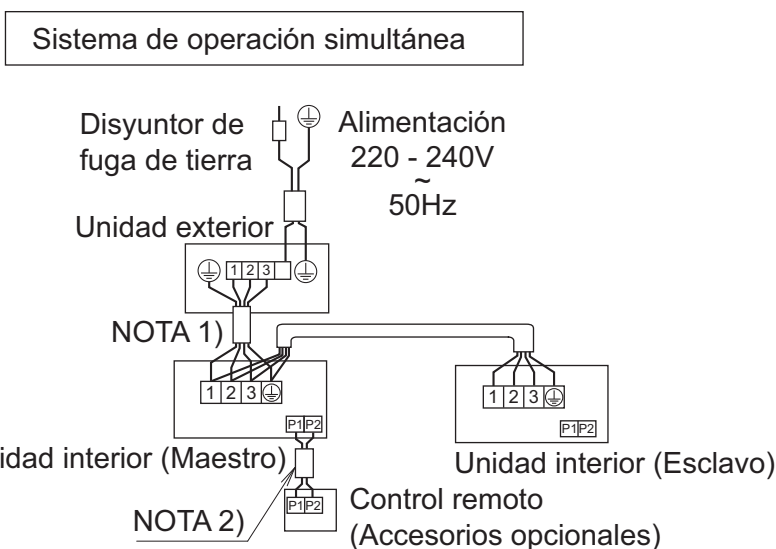 Sistema de operación simultánea
Disyuntor de
fuga de tierra
Alimentación
220 - 240V
~
50Hz
Unidad exterior
1 2 3
NOTA 1)
1 2 3
P1 P2
1 2 3
P1 P2
idad interior (Maestro)
Unidad interior (Esclavo)
NOTA 2)
P1 P2
Control remoto
(Accesorios opcionales)